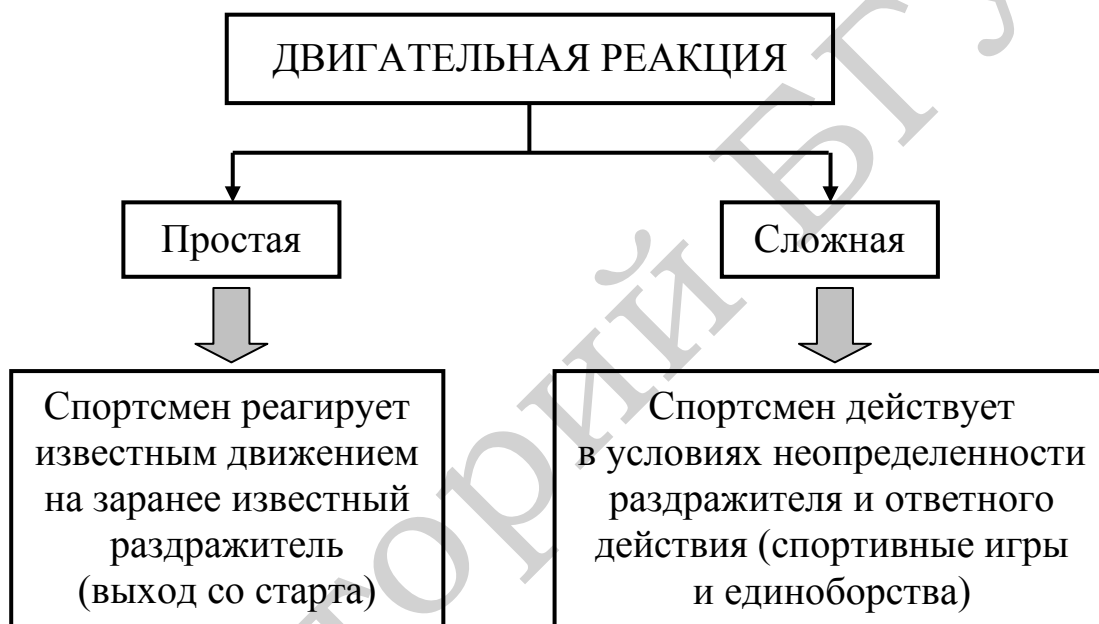 ДВИГАТЕЛЬНАЯ РЕАКЦИЯ
Простая
Сложная
Спортсмен реагирует
известным движением
на заранее известный
раздражитель
(выход со старта)
Спортсмен действует
в условиях неопределенности
раздражителя и ответного
действия (спортивные игры
и единоборства)